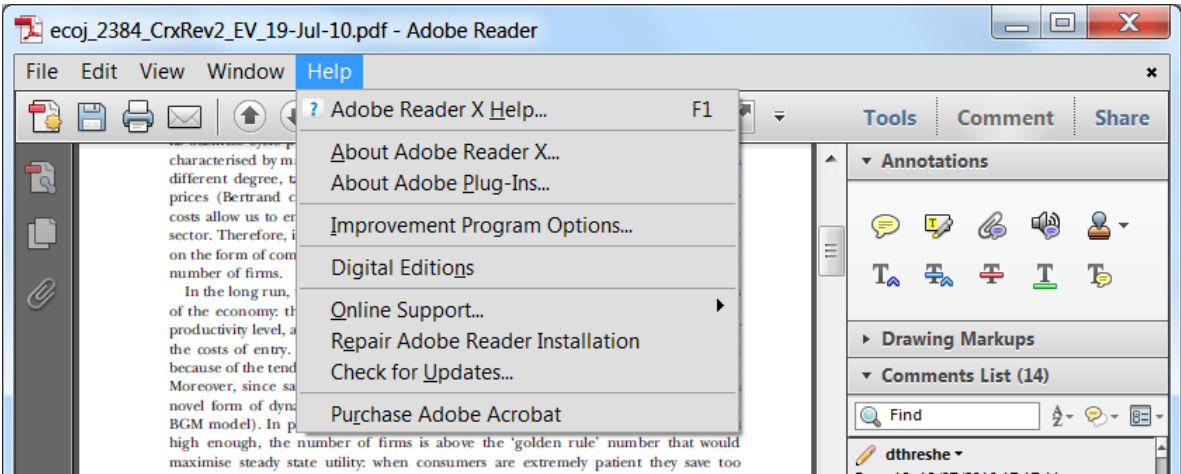 ecoj_2384_CrxRev2_EV_19-Jul-10.pdf - Adobe Reader
File Edit View Window Help
Adobe Reader X Help... F1
About Adobe Reader X...
About Adobe Plug-Ins...
Improvement Program Options...
Digital Editions
Online Support...
Repair Adobe Reader Installation
Check for Updates...
Purchase Adobe Acrobat
characterised by
different degree,
prices (Bertrand
costs allow us to
sector. Therefore,
on the form of
number of firms.
In the long run,
of the economy:
productivity level,
the costs of entry.
because of the
Moreover, since
novel form of
BGM model). In
high enough, the number of firms is above the ‘golden rule’ number that would
maximise steady state utility: when consumers are extremely patient they save too
Tools Comment Share
Annotations
Drawing Markups
Comments List (14)
Find
dthreshe